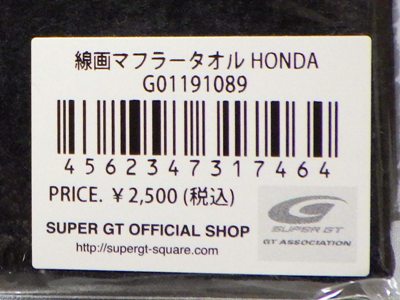 線画マフラータオル HONDA
G01191089
4562347317464
PRICE. ￥2,500 (税込)
SUPER GT OFFICIAL SHOP
http://supergt-square.com/
SUPER GT
GT ASSOCIATION